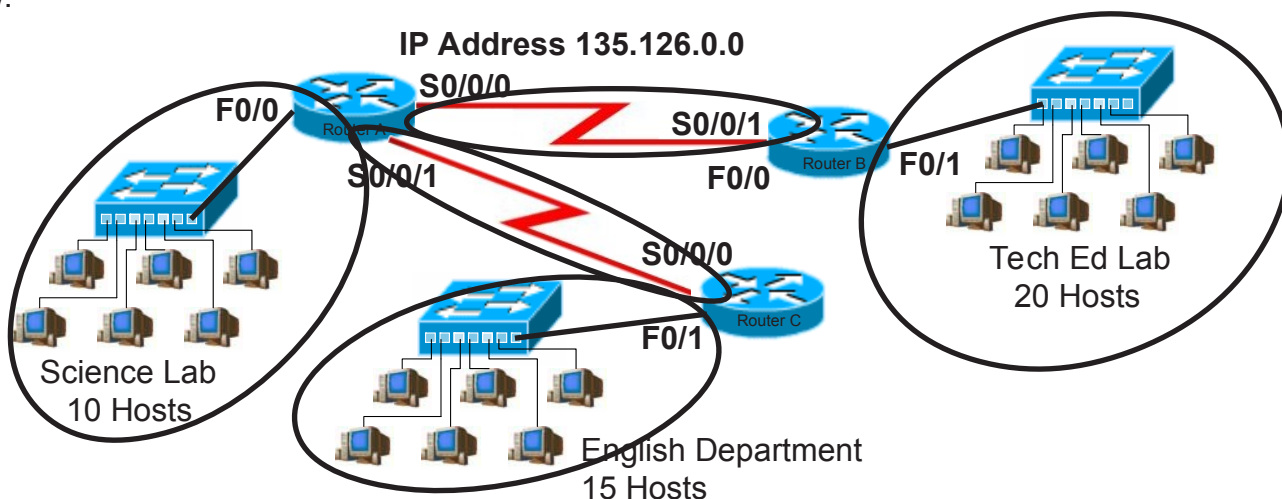 IP Address 135.126.0.0
S0/0/0
F0/0
Router A
S0/0/1
S0/0/1
Router B
F0/0
F0/1
S0/0/0
Router C
F0/1
Tech Ed Lab
20 Hosts
Science Lab
10 Hosts
English Department
15 Hosts